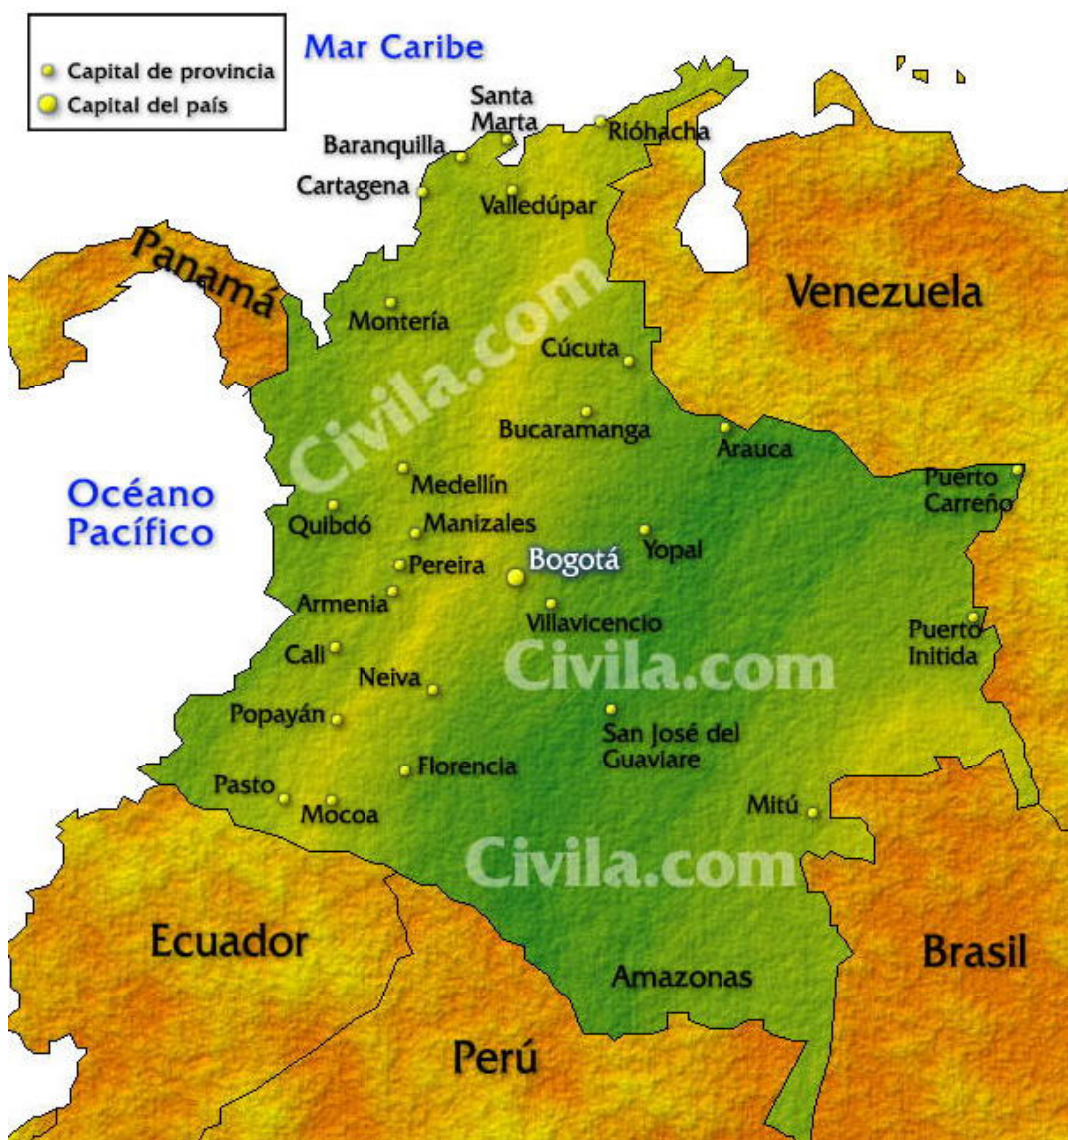 Mar Caribe
Capital de provincia
Capital del país
Santa
Marta
Rióhacha
Baranquilla
Cartagena
Valledúpar
Panamá
Venezuela
Montería
Civila.com
Cúcuta
Bucaramanga
Arauca
Medellín
Puerto
Carreño
Océano
Pacífico
Quibdó
Manizales
Yopal
Bogotá
Pereira
Armenia
Villavicencio
Puerto
Initida
Cali
Civila.com
Neiva
Popayán
San José del
Guaviare
Florencia
Pasto
Mocoa
Mitú
Civila.com
Ecuador
Brasil
Amazonas
Perú